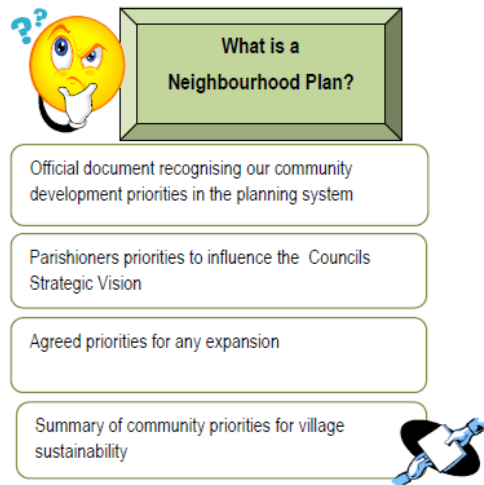 ??
What is a
Neighbourhood Plan?
Official document recognising our community
development priorities in the planning system
Parishioners priorities to influence the Councils
Strategic Vision
Agreed priorities for any expansion
Summary of community priorities for village
sustainability